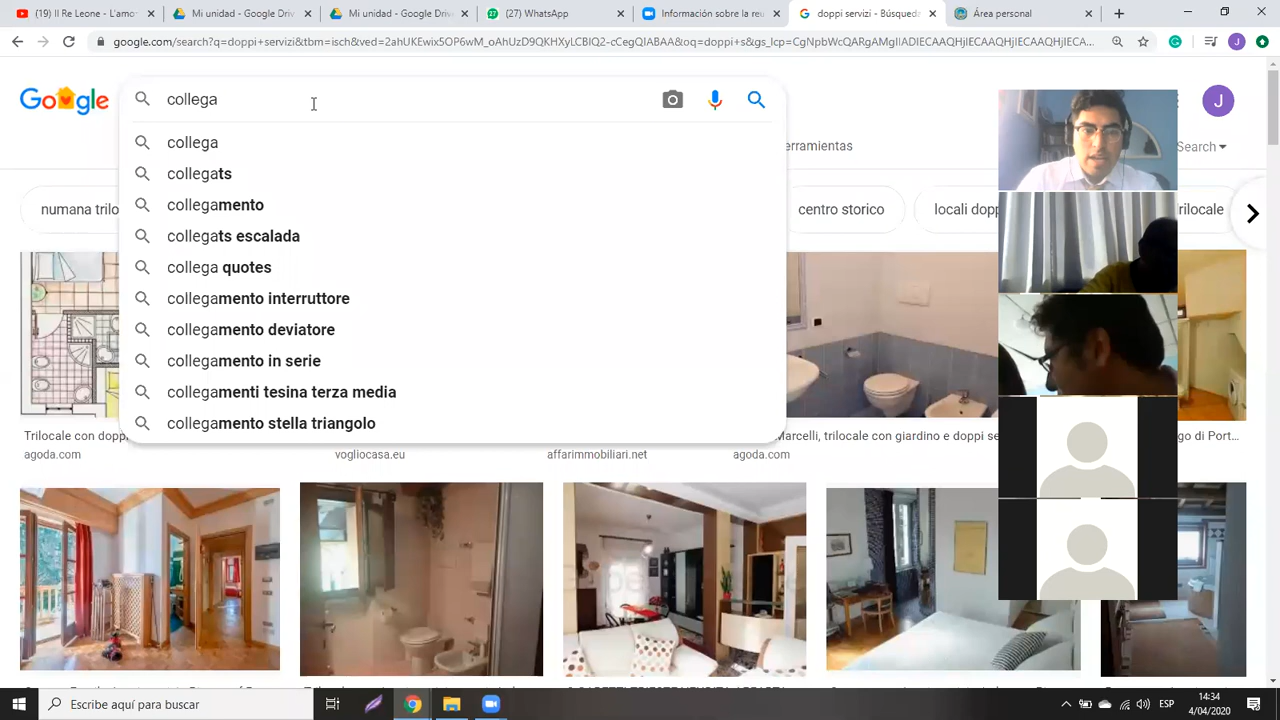 (19) Il Re Leone - L'amo
Mi unidad - Google Driv
Mi unidad - Google Driv
(27) WhatsApp
Información sobre la reu
doppi servizi - Búsqued
Área personal
google.com/search?q=doppi+servizi&tbm=isch&ved=2ahUKEwix5OP6wM_oAhUzD9QKHXyLCBIQ2-cCegQIABAA&oq=doppi+s&gs_lcp=CgNpbWcQARgAMgIIADIECAAQHjIECAAQHjIECAAQHjIECAAQHjIECAAQHjIECAAQHjIEC...
Google
collega
J
collega
erramientas
Search
collegats
collegamento
numana trilo
centro storico
locali dopp
rilocale
collegats escalada
collega quotes
collegamento interruttore
collegamento deviatore
collegamento in serie
collegamenti tesina terza media
collegamento stella triangolo
Trilocale con dopp
Marcelli, trilocale con giardino e doppi se
go di Port...
agoda.com
vogliocasa.eu
affarimmobiliari.net
agoda.com
Escribe aquí para buscar
ESP
14:34
4/04/2020